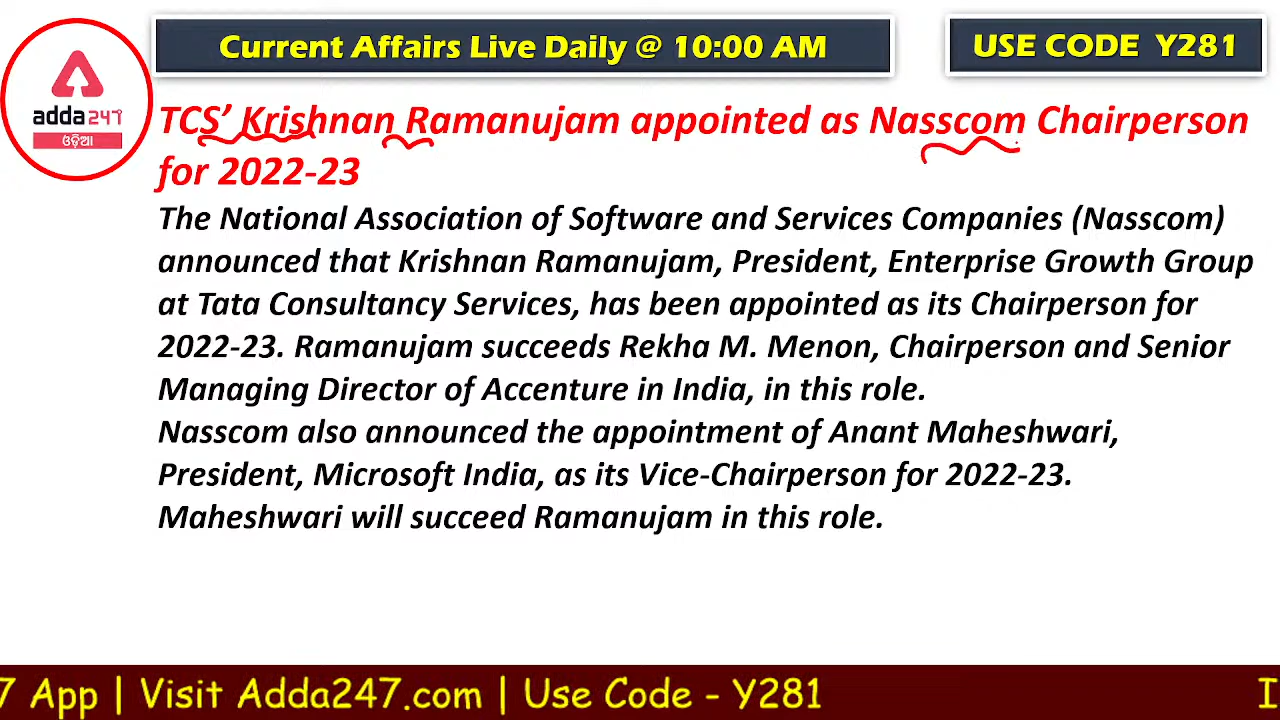 Current Affairs Live Daily @ 10:00 AM
USE CODE Y281
adda247
ଓଡ଼ିଆ
TCS’ Krishnan Ramanujam appointed as Nasscom Chairperson
for 2022-23
The National Association of Software and Services Companies (Nasscom)
announced that Krishnan Ramanujam, President, Enterprise Growth Group
at Tata Consultancy Services, has been appointed as its Chairperson for
2022-23. Ramanujam succeeds Rekha M. Menon, Chairperson and Senior
Managing Director of Accenture in India, in this role.
Nasscom also announced the appointment of Anant Maheshwari,
President, Microsoft India, as its Vice-Chairperson for 2022-23.
Maheshwari will succeed Ramanujam in this role.
7 App | Visit Adda247.com | Use Code - Y281 I